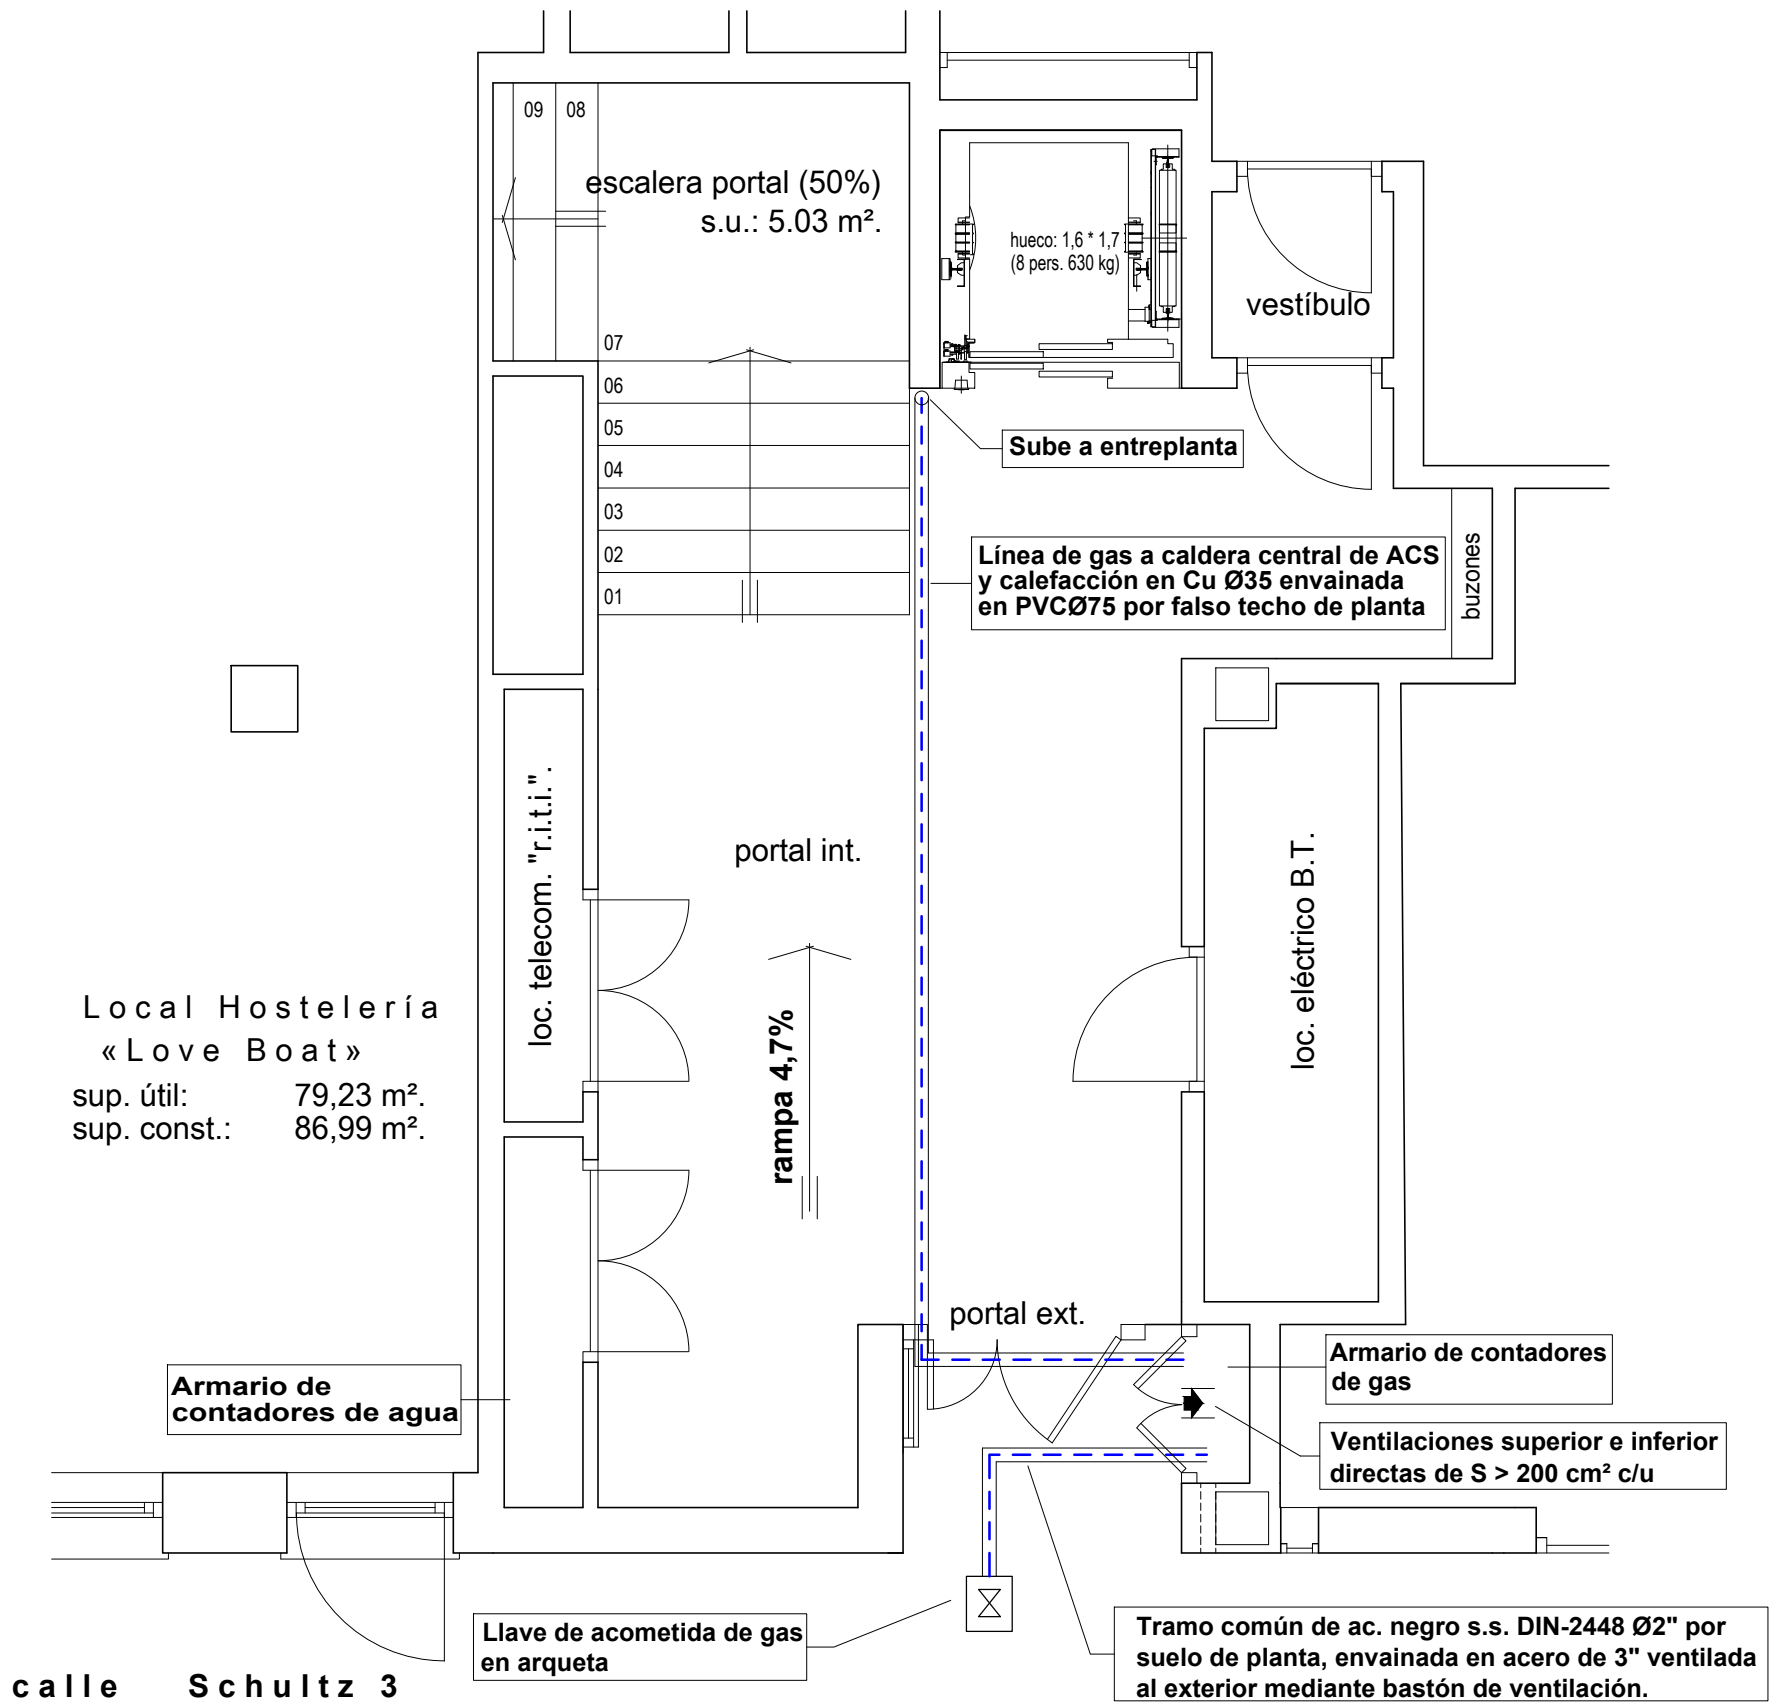 09
08
escalera portal (50%)
s.u.: 5.03 m².
hueco: 1,6 * 1,7
(8 pers. 630 kg)
vestíbulo
07
06
05
04
03
02
01
Sube a entreplanta
Línea de gas a caldera central de ACS
y calefacción en Cu Ø35 envainada
en PVCØ75 por falso techo de planta
buzones
loc. telecom. "r.i.t.i." .
portal int.
loc. eléctrico B.T.
rampa 4,7%
Local Hostelería
«Love Boat»
sup. útil: 79,23 m².
sup. const.: 86,99 m².
portal ext.
Armario de
contadores de agua
Armario de contadores
de gas
Ventilaciones superior e inferior
directas de S > 200 cm² c/u
Llave de acometida de gas
en arqueta
Tramo común de ac. negro s.s. DIN-2448 Ø2" por
suelo de planta, envainada en acero de 3" ventilada
al exterior mediante bastón de ventilación.
calle Schultz 3